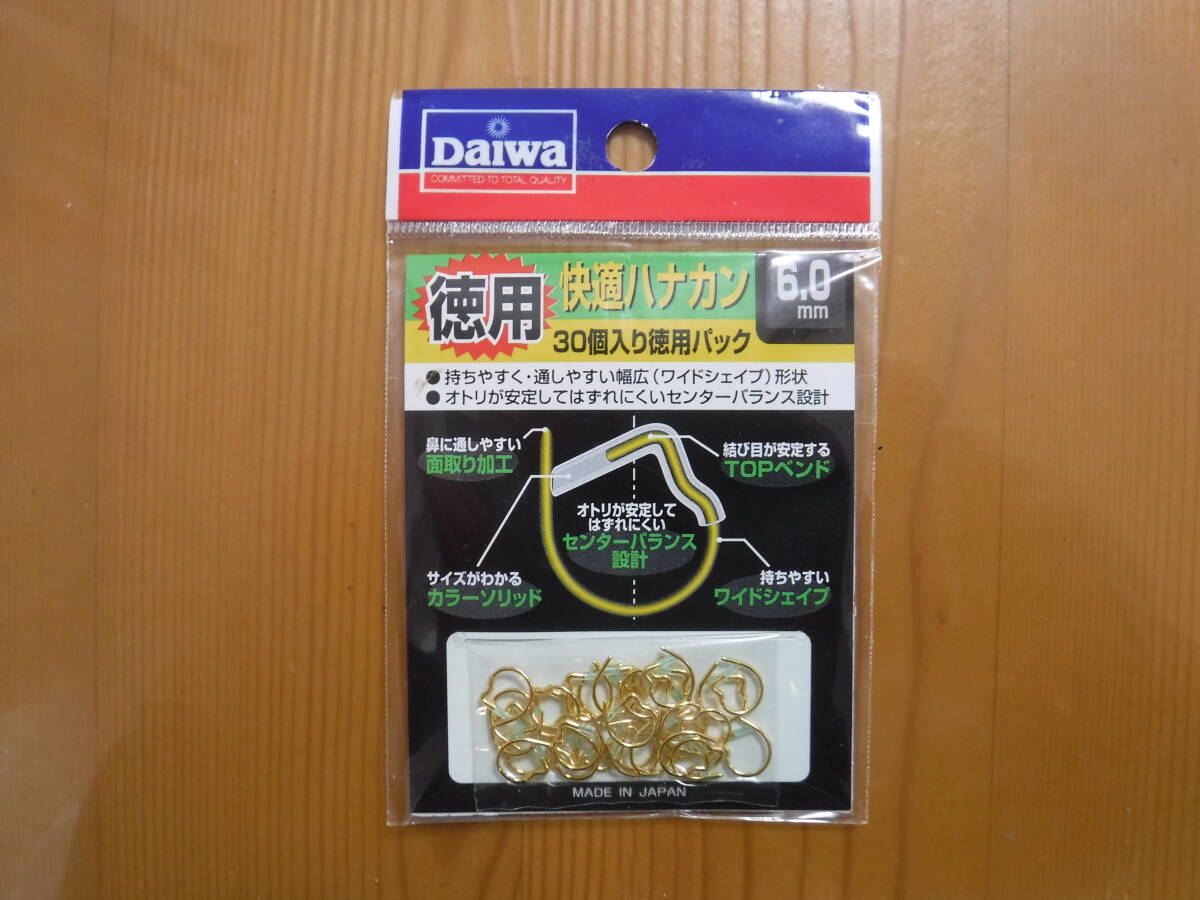 Daiwa
COMMITTED TO TOTAL QUALITY
徳用
快適ハナカン
6.0
mm
30個入り徳用パック
●持ちやすく・通しやすい幅広(ワイドシェイプ)形状
●オトリが安定してはずれにくいセンターバランス設計
鼻に通しやすい
面取り加工
結び目が安定する
TOPベンド
オトリが安定して
はずれにくい
センターバランス
設計
サイズがわかる
カラーソリッド
持ちやすい
ワイドシェイプ
MADE IN JAPAN